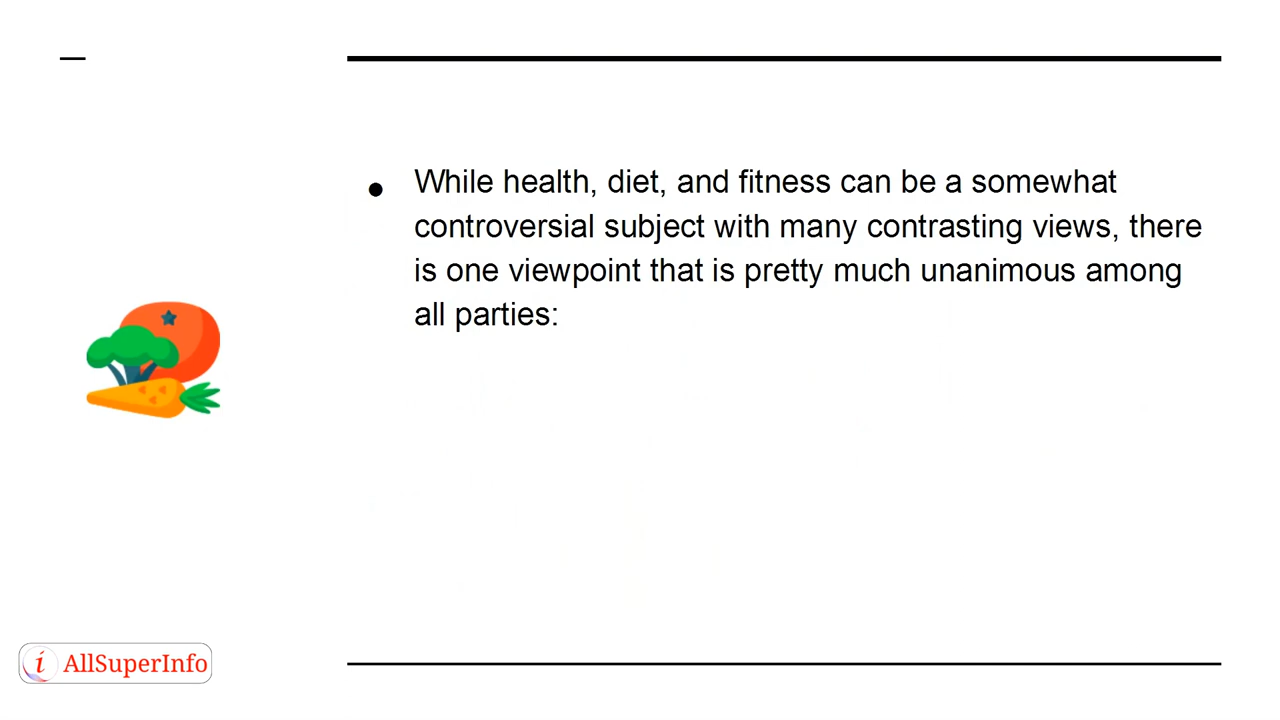 ● While health, diet, and fitness can be a somewhat
controversial subject with many contrasting views, there
is one viewpoint that is pretty much unanimous among
all parties:
i AllSuperInfo